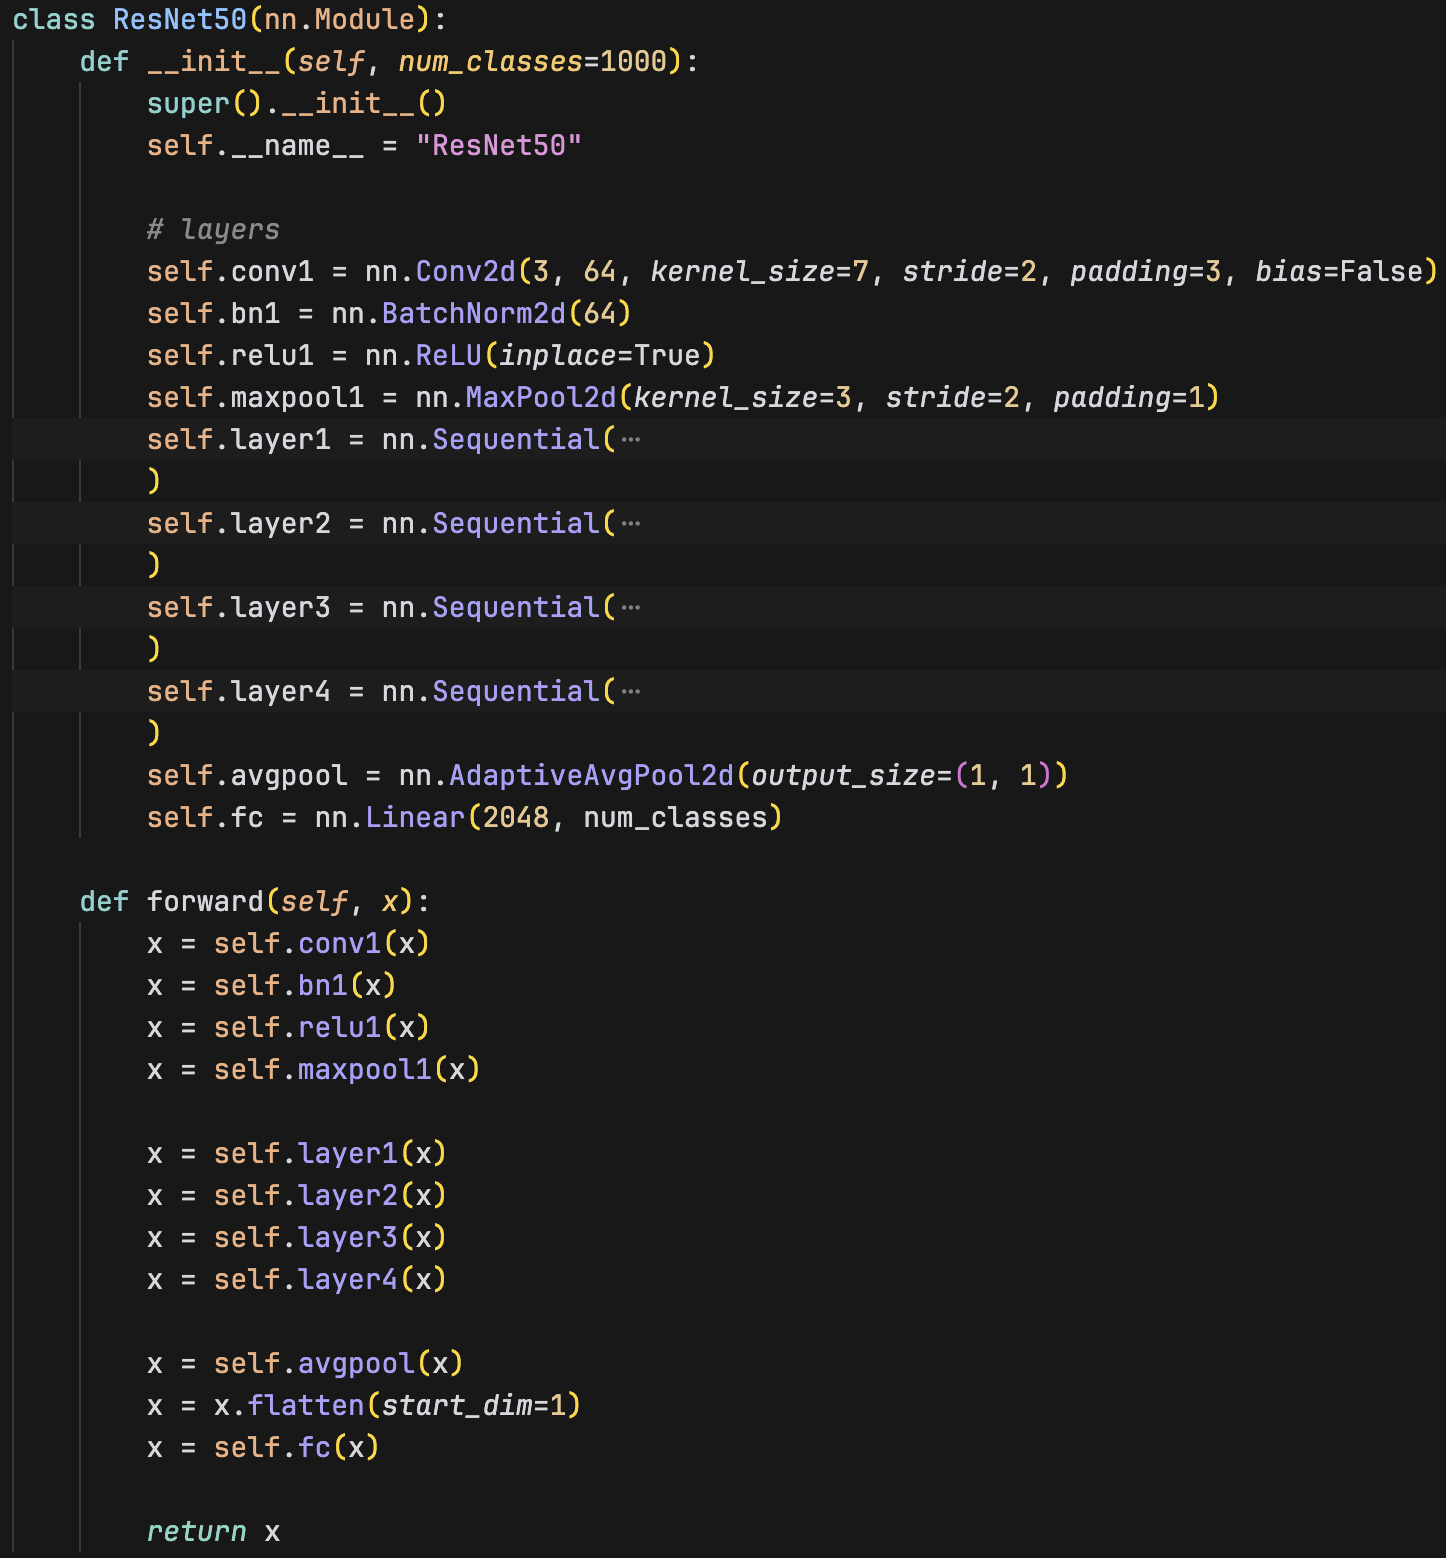 class ResNet50(nn.Module):
    def __init__(self, num_classes=1000):
        super().__init__()
        self.__name__ = "ResNet50"

        # layers
        self.conv1 = nn.Conv2d(3, 64, kernel_size=7, stride=2, padding=3, bias=False)
        self.bn1 = nn.BatchNorm2d(64)
        self.relu1 = nn.ReLU(inplace=True)
        self.maxpool1 = nn.MaxPool2d(kernel_size=3, stride=2, padding=1)
        self.layer1 = nn.Sequential(⋯
        )
        self.layer2 = nn.Sequential(⋯
        )
        self.layer3 = nn.Sequential(⋯
        )
        self.layer4 = nn.Sequential(⋯
        )
        self.avgpool = nn.AdaptiveAvgPool2d(output_size=(1, 1))
        self.fc = nn.Linear(2048, num_classes)

    def forward(self, x):
        x = self.conv1(x)
        x = self.bn1(x)
        x = self.relu1(x)
        x = self.maxpool1(x)

        x = self.layer1(x)
        x = self.layer2(x)
        x = self.layer3(x)
        x = self.layer4(x)

        x = self.avgpool(x)
        x = x.flatten(start_dim=1)
        x = self.fc(x)

        return x